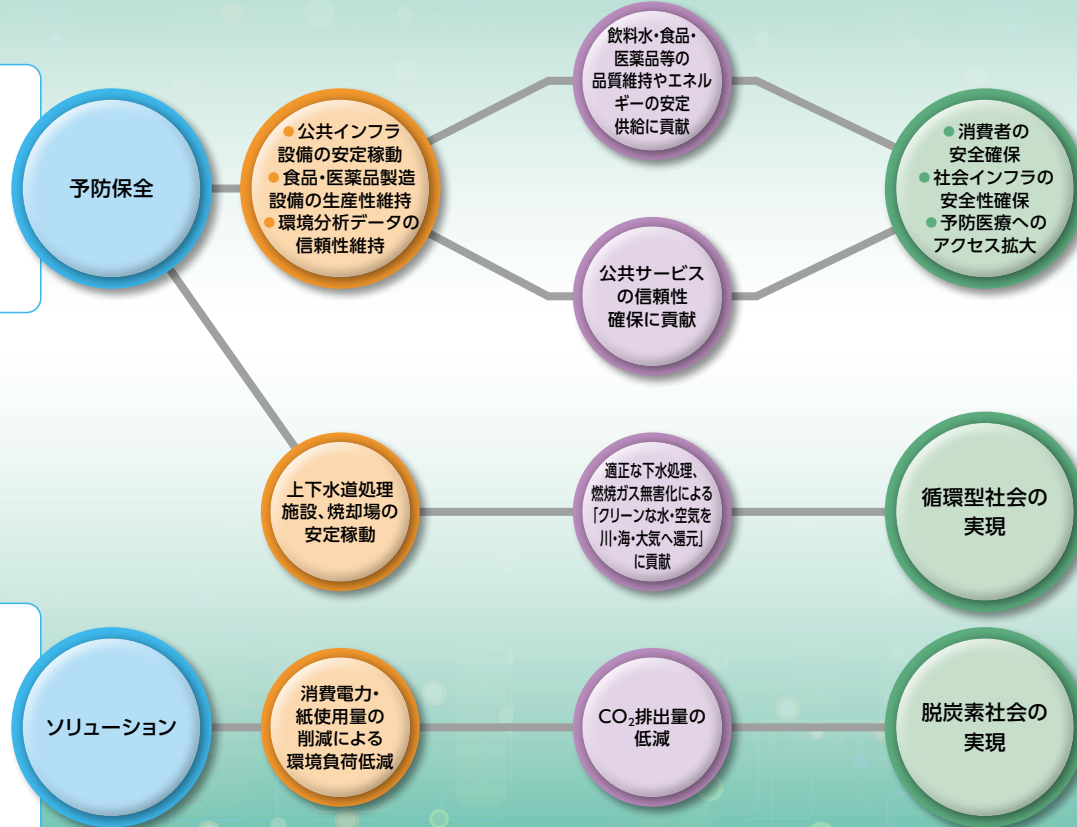 予防保全
● 公共インフラ
設備の安定稼動
● 食品・医薬品製造
設備の生産性維持
● 環境分析データの
信頼性維持
飲料水・食品・
医薬品等の
品質維持やエネル
ギーの安定
供給に貢献
公共サービス
の信頼性
確保に貢献
● 消費者の
安全確保
● 社会インフラの
安全性確保
● 予防医療への
アクセス拡大
上下水道処理
施設、焼却場の
安定稼動
適正な下水処理、
燃焼ガス無害化による
「クリーンな水・空気を
川・海・大気へ還元」
に貢献
循環型社会の
実現
ソリューション
消費電力・
紙使用量の
削減による
環境負荷低減
CO₂排出量の
低減
脱炭素社会の
実現